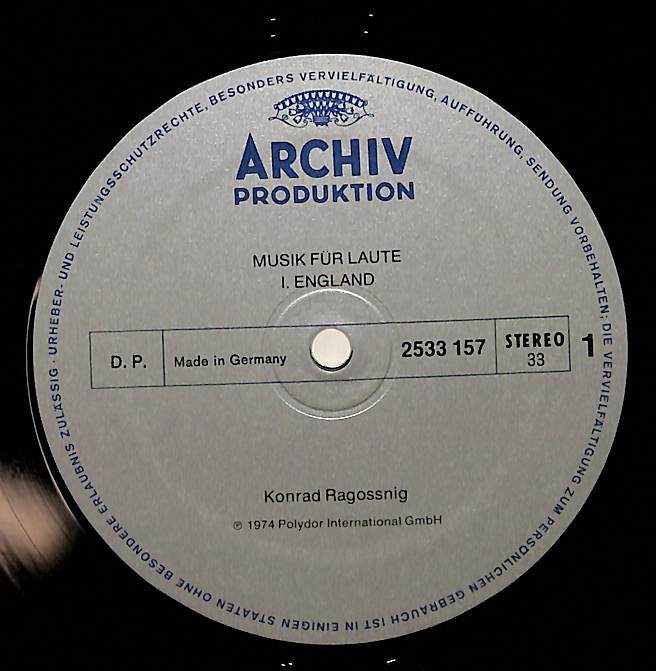 URHEBER- UND LEISTUNGSSCHUTZRECHTE, BESONDERS VERVIELFÄLTIGUNG, AUFFÜHRUNG, SENDUNG VORBEHALTEN; DIE VERVIELFÄLTIGUNG ZUM PERSÖNLICHEN GEBRAUCH IST IN EINIGEN STAATEN OHNE BESONDERE ERLAUBNIS ZULÄSSIG ·
ARCHIV
PRODUKTION
MUSIK FÜR LAUTE
I. ENGLAND
D. P. Made in Germany 2533 157 STEREO 33 1
Konrad Ragossnig
℗ 1974 Polydor International GmbH